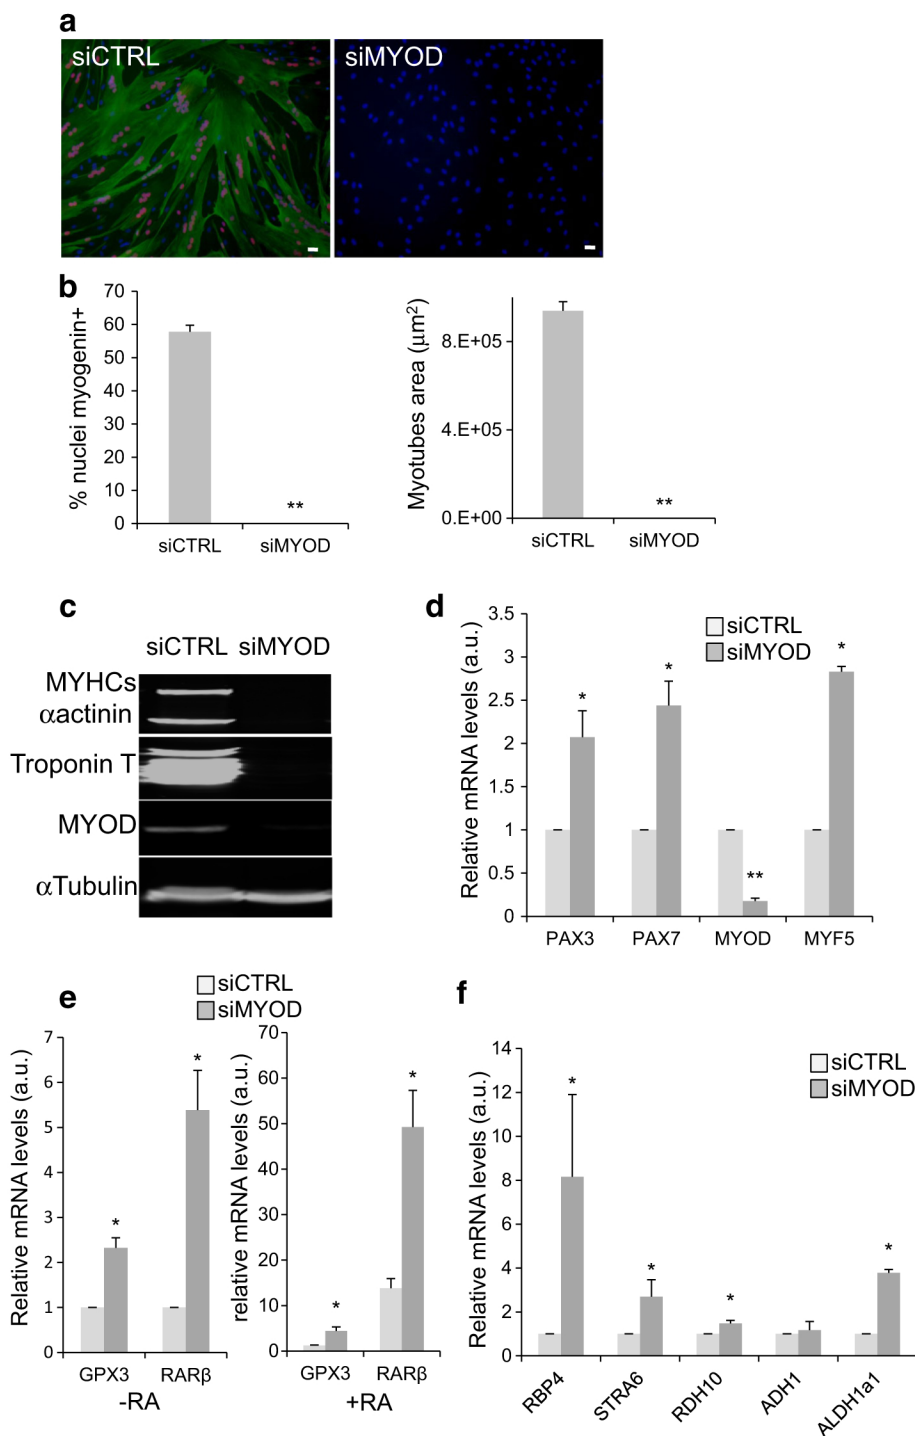 a
siCTRL
siMYOD
b
% nuclei myogenin+
70
60
50
40
30
20
10
0
**
siCTRL
siMYOD
Myotubes area (μm²)
8.E+05
4.E+05
0.E+00
**
siCTRL
siMYOD
c
siCTRL siMYOD
MYHCs
αactinin
Troponin T
MYOD
αTubulin
d
Relative mRNA levels (a.u.)
3.5
3
2.5
2
1.5
1
0.5
0
siCTRL
siMYOD
*
*
**
*
PAX3
PAX7
MYOD
MYF5
e
siCTRL
siMYOD
Relative mRNA levels (a.u.)
7
6
5
4
3
2
1
0
*
*
GPX3
RARβ
-RA
relative mRNA levels (a.u.)
70
60
50
40
30
20
10
0
*
*
GPX3
RARβ
+RA
f
Relative mRNA levels (a.u.)
14
12
10
8
6
4
2
0
siCTRL
siMYOD
*
*
*
*
RBP4
STRA6
RDH10
ADH1
ALDH1a1